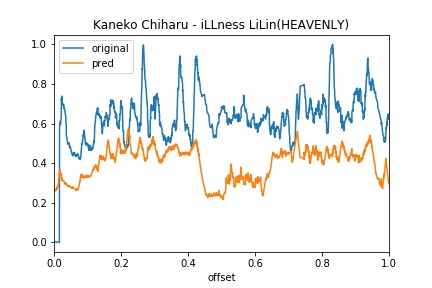 Kaneko Chiharu - iLLness LiLin(HEAVENLY)
original
pred
1.0
0.8
0.6
0.4
0.2
0.0
0.0 0.2 0.4 0.6 0.8 1.0
offset